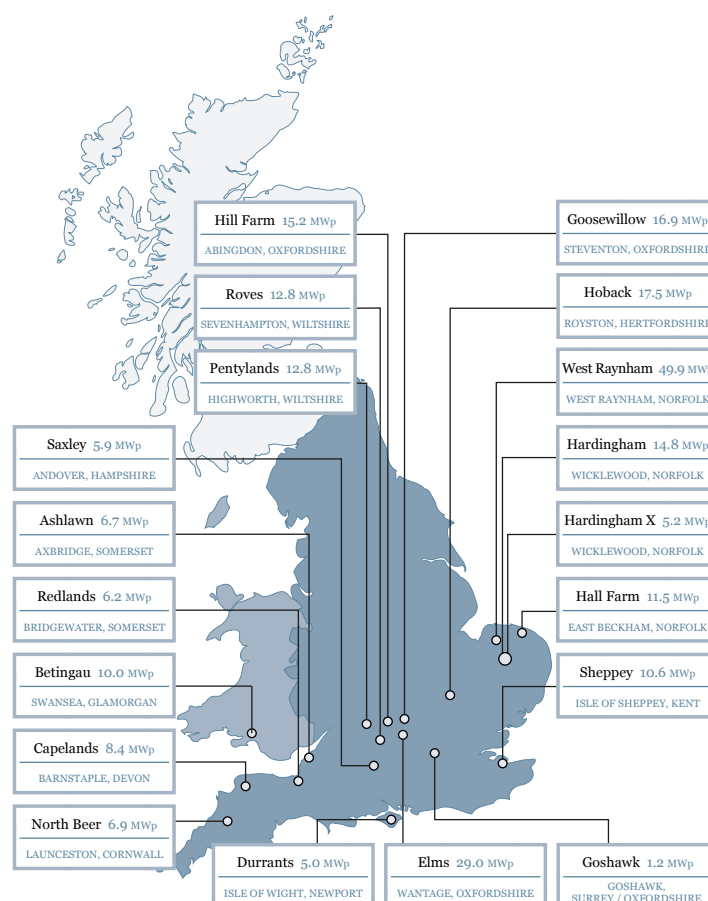 Hill Farm 15.2 MWp
ABINGDON, OXFORDSHIRE
Goosewillow 16.9 MWp
STEVENTON, OXFORDSHIRE
Roves 12.8 MWp
SEVENHAMPTON, WILTSHIRE
Hoback 17.5 MWp
ROYSTON, HERTFORDSHIRE
Pentylands 12.8 MWp
HIGHWORTH, WILTSHIRE
West Raynham 49.9 MWp
WEST RAYNHAM, NORFOLK
Saxley 5.9 MWp
ANDOVER, HAMPSHIRE
Hardingham 14.8 MWp
WICKLEWOOD, NORFOLK
Ashlawn 6.7 MWp
AXBRIDGE, SOMERSET
Hardingham X 5.2 MWp
WICKLEWOOD, NORFOLK
Redlands 6.2 MWp
BRIDGEWATER, SOMERSET
Hall Farm 11.5 MWp
EAST BECKHAM, NORFOLK
Betingau 10.0 MWp
SWANSEA, GLAMORGAN
Sheppey 10.6 MWp
ISLE OF SHEPPEY, KENT
Capelands 8.4 MWp
BARNSTAPLE, DEVON
North Beer 6.9 MWp
LAUNCESTON, CORNWALL
Durrants 5.0 MWp
ISLE OF WIGHT, NEWPORT
Elms 29.0 MWp
WANTAGE, OXFORDSHIRE
Goshawk 1.2 MWp
GOSHAWK,
SURREY / OXFORDSHIRE